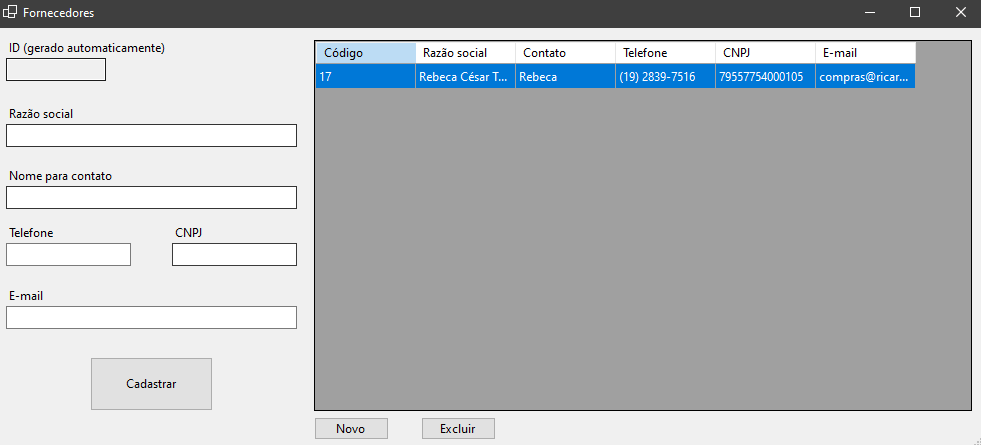 Fornecedores
ID (gerado automaticamente)
Razão social
Nome para contato
Telefone CNPJ
E-mail
Cadastrar
Código Razão social Contato Telefone CNPJ E-mail
17 Rebeca César T... Rebeca (19) 2839-7516 79557754000105 compras@ricar...
Novo Excluir